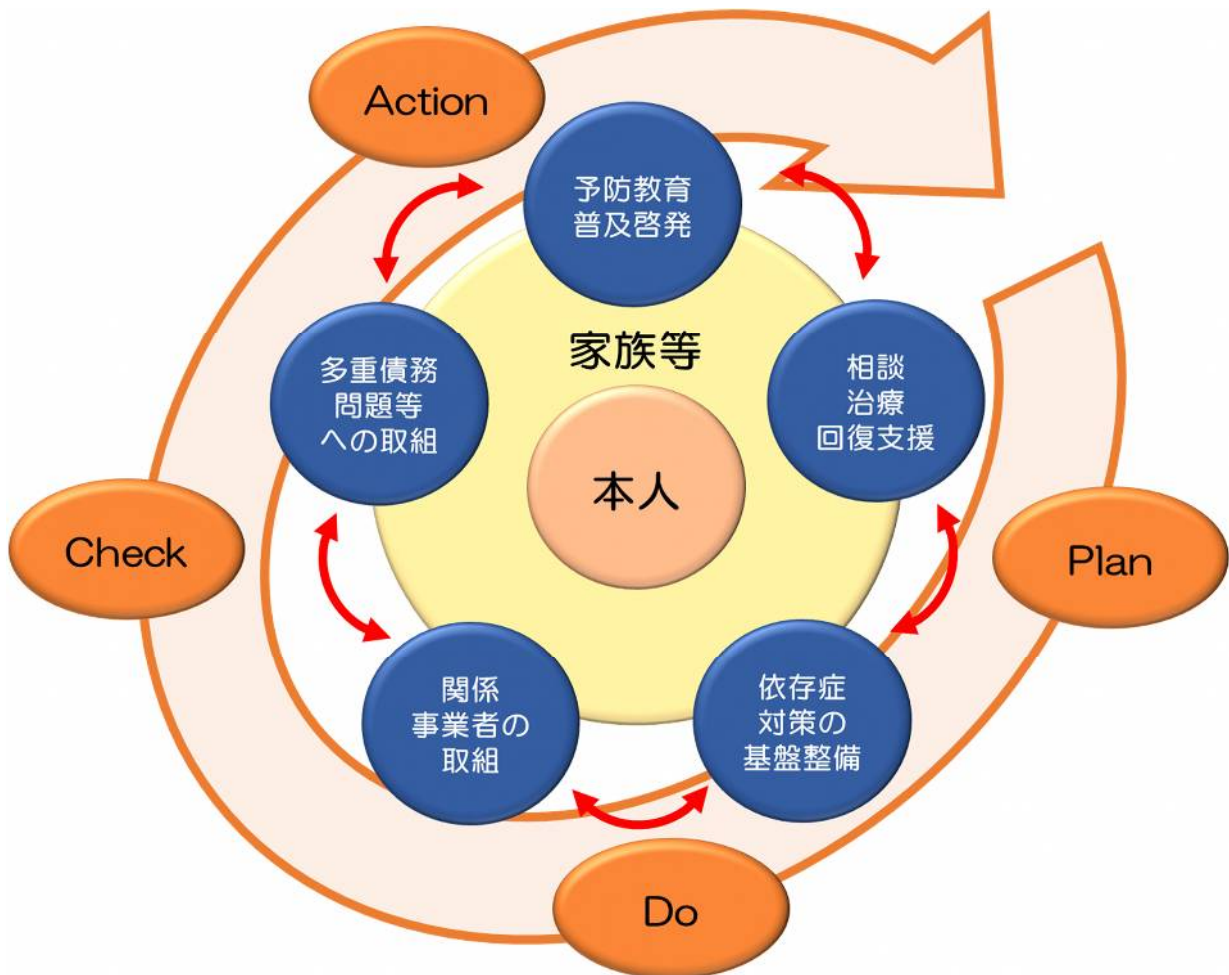 Action
予防教育
普及啓発
家族等
多重債務
問題等
への取組
相談
治療
回復支援
本人
Check
Plan
関係
事業者の
取組
依存症
対策の
基盤整備
Do